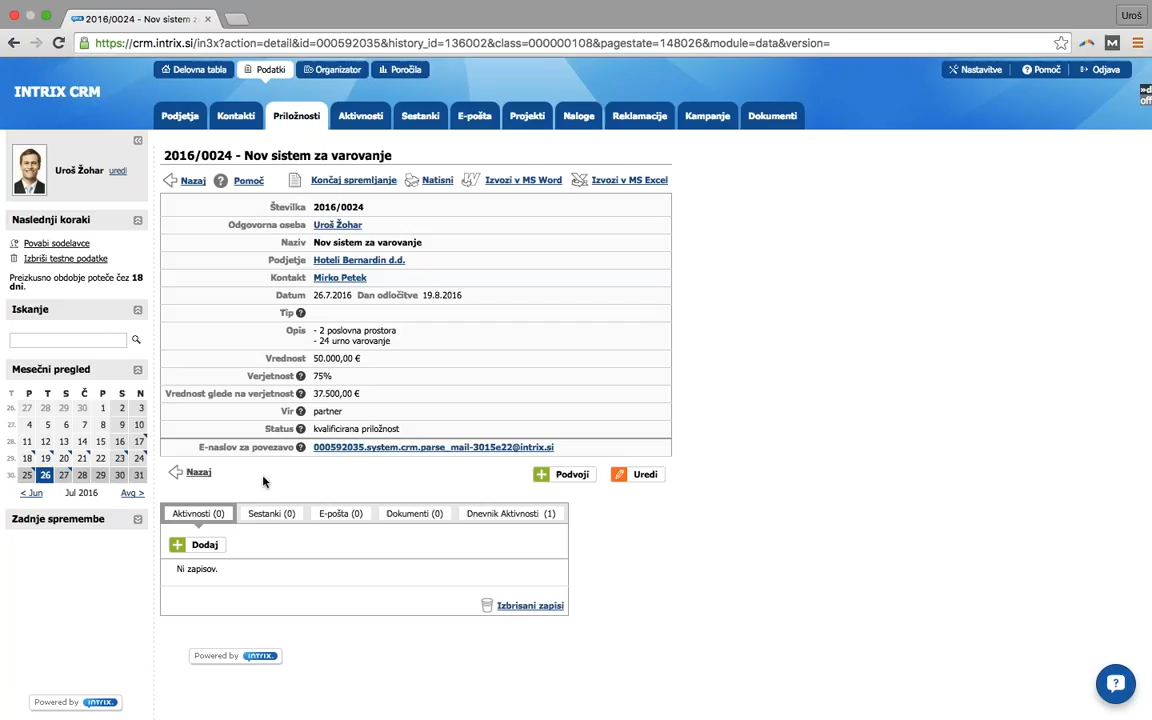 2016/0024 - Nov sistem z
Uroš
https://crm.intrix.si/in3x?action=detail&id=000592035&history_id=136002&class=000000108&pagestate=148026&module=data&version=
Delovna tabla
Podatki
Organizator
Poročila
Nastavitve
Pomoč
Odjava
INTRIX CRM
Podjetja
Kontakti
Priložnosti
Aktivnosti
Sestanki
E-pošta
Projekti
Naloge
Reklamacije
Kampanje
Dokumenti
Uroš Žohar uredi
Naslednji koraki
Povabi sodelavce
Izbriši testne podatke
Preizkusno obdobje poteče čez 18
dni.
Iskanje
Mesečni pregled
T P T S Č P S N
26. 27 28 29 30 1 2 3
27. 4 5 6 7 8 9 10
28. 11 12 13 14 15 16 17
29. 18 19 20 21 22 23 24
30. 25 26 27 28 29 30 31
< Jun Jul 2016 Avg >
Zadnje spremembe
Powered by INTRIX.
2016/0024 - Nov sistem za varovanje
Nazaj Pomoč Končaj spremljanje Natisni Izvozi v MS Word Izvozi v MS Excel
Številka 2016/0024
Odgovorna oseba Uroš Žohar
Naziv Nov sistem za varovanje
Podjetje Hoteli Bernardin d.d.
Kontakt Mirko Petek
Datum 26.7.2016 Dan odločitve 19.8.2016
Tip
Opis - 2 poslovna prostora
- 24 urno varovanje
Vrednost 50.000,00 €
Verjetnost 75%
Vrednost glede na verjetnost 37.500,00 €
Vir partner
Status kvalificirana priložnost
E-naslov za povezavo 000592035.system.crm.parse_mail-3015e22@intrix.si
Nazaj
Podvoji
Uredi
Aktivnosti (0) Sestanki (0) E-pošta (0) Dokumenti (0) Dnevnik Aktivnosti (1)
Dodaj
Ni zapisov.
Izbrisani zapisi
Powered by INTRIX.